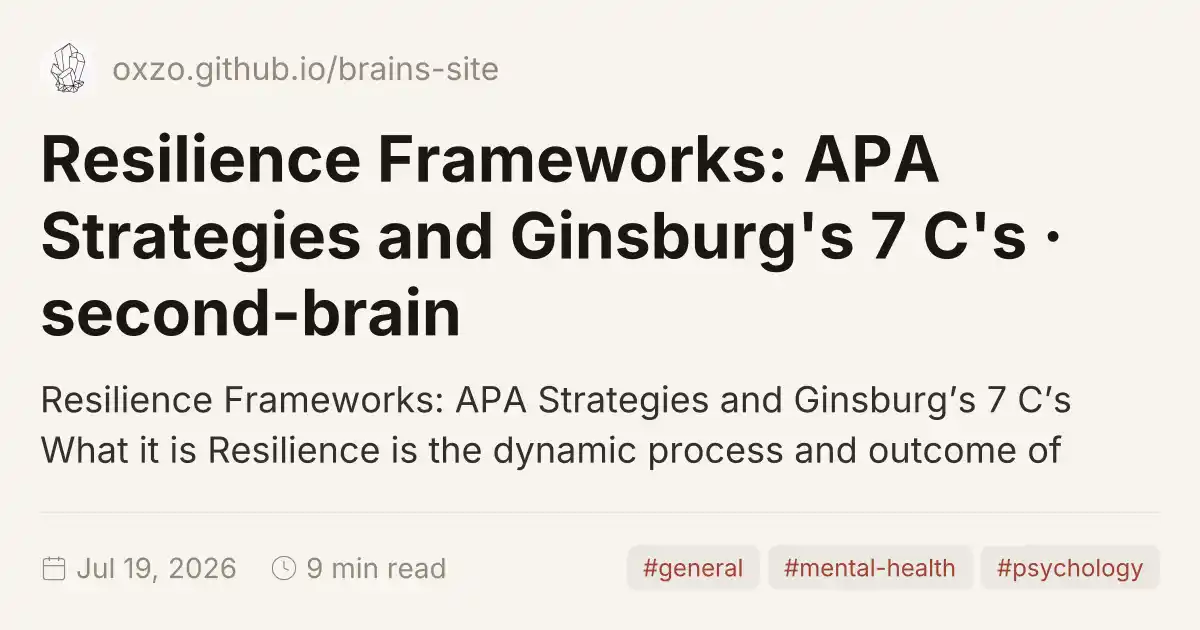 oxzo.github.io/brains-site
Resilience Frameworks: APA
Strategies and Ginsburg's 7 C's ·
second-brain
Resilience Frameworks: APA Strategies and Ginsburg’s 7 C’s
What it is Resilience is the dynamic process and outcome of
Jul 19, 2026 9 min read #general #mental-health #psychology